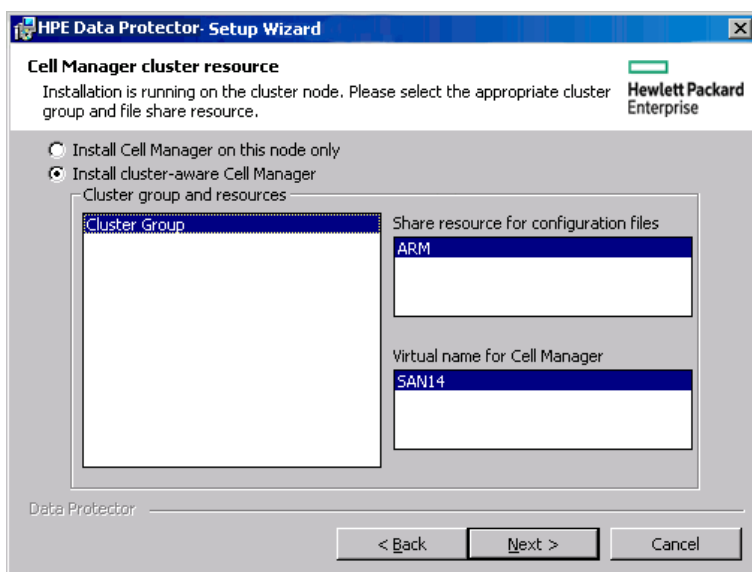 HPE Data Protector- Setup Wizard
Cell Manager cluster resource
Installation is running on the cluster node. Please select the appropriate cluster
group and file share resource.
Hewlett Packard
Enterprise
Install Cell Manager on this node only
Install cluster-aware Cell Manager
Cluster group and resources
Cluster Group
Share resource for configuration files
ARM
Virtual name for Cell Manager
SAN14
Data Protector
< Back
Next >
Cancel